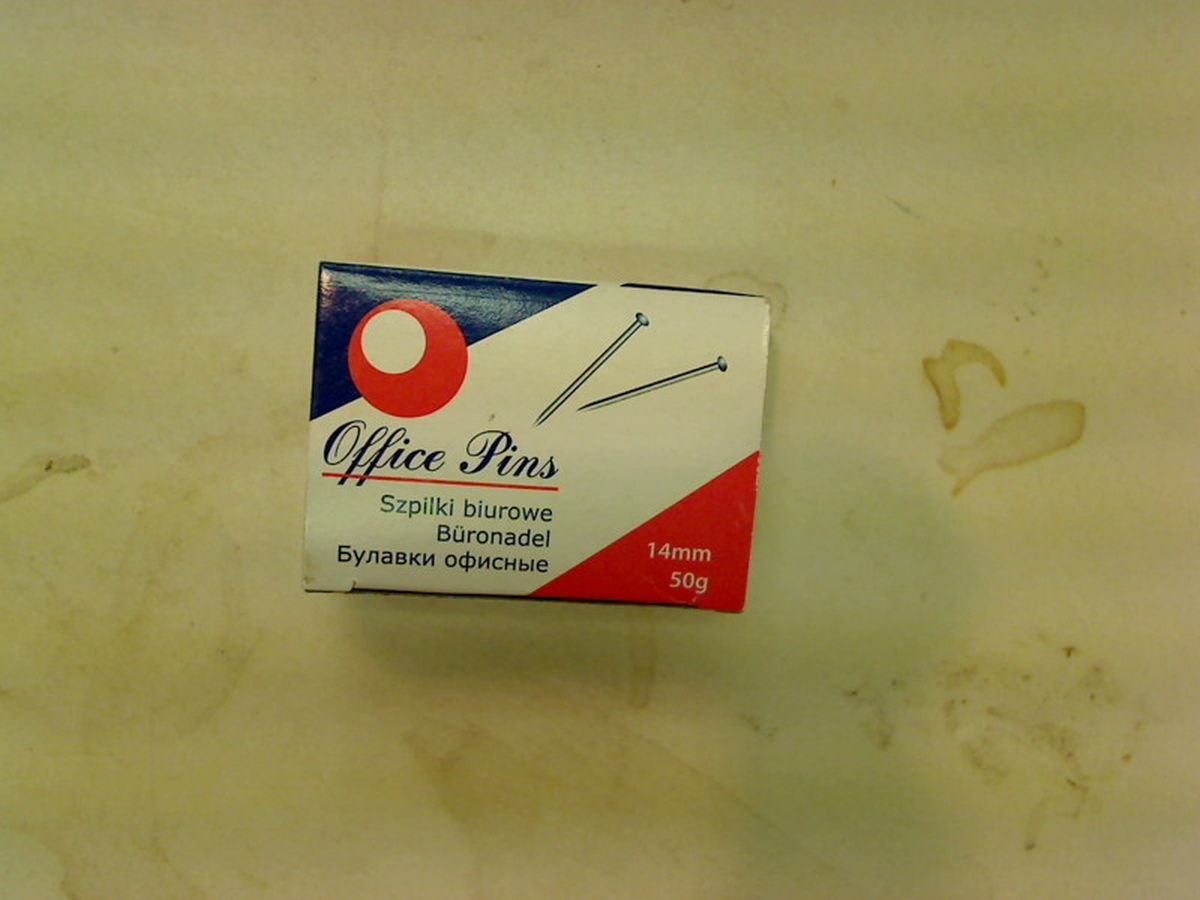 Office Pins
Szpilki biurowe
Büronadel
Булавки офисные
14mm
50g